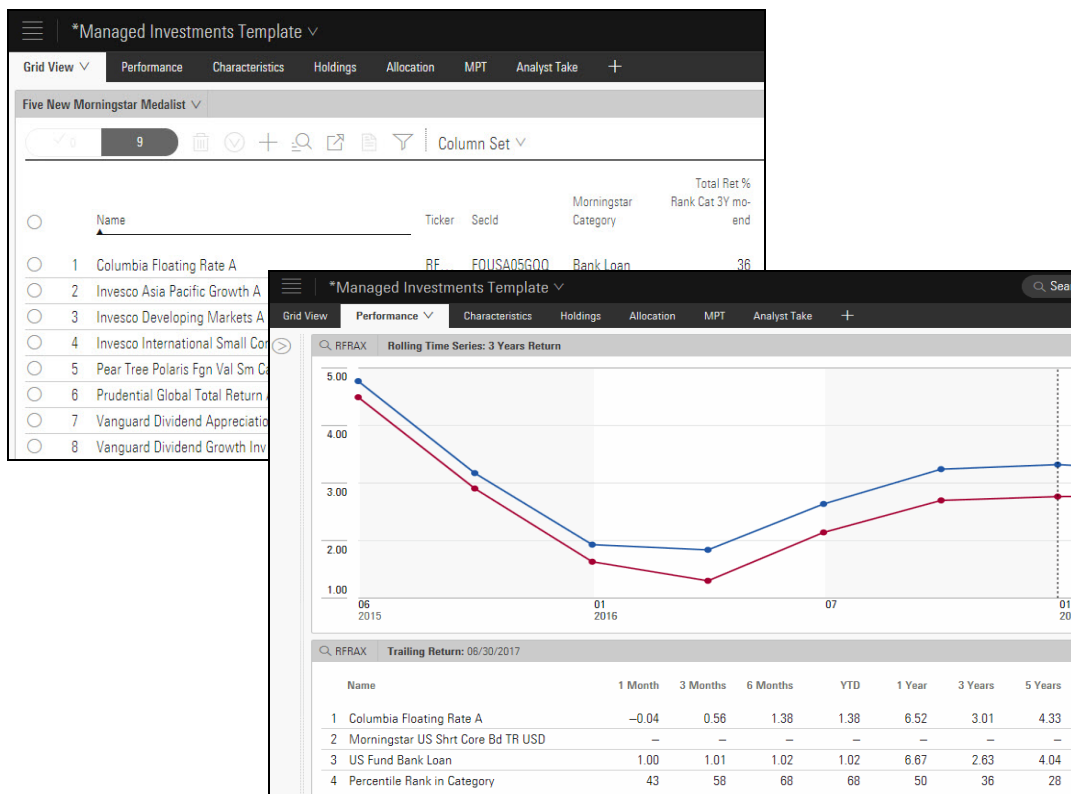 *Managed Investments Template
Grid View Performance Characteristics Holdings Allocation MPT Analyst Take
Five New Morningstar Medalist
0 9 Column Set
Name Ticker SecId Morningstar Category Total Ret % Rank Cat 3Y mo-end
1 Columbia Floating Rate A RF... FOUSA05GOQ Bank Loan 36
2 Invesco Asia Pacific Growth A
3 Invesco Developing Markets A
4 Invesco International Small
5 Pear Tree Polaris Fgn Val Sm
6 Prudential Global Total Return
7 Vanguard Dividend
8 Vanguard Dividend Growth Inv
*Managed Investments Template Sea
Grid View Performance Characteristics Holdings Allocation MPT Analyst Take
RFRAX Rolling Time Series: 3 Years Return
5.00
4.00
3.00
2.00
1.00
06 01 07 01
2015 2016 20
RFRAX Trailing Return: 06/30/2017
Name 1 Month 3 Months 6 Months YTD 1 Year 3 Years 5 Years
1 Columbia Floating Rate A –0.04 0.56 1.38 1.38 6.52 3.01 4.33
2 Morningstar US Shrt Core Bd TR USD – – – – – – –
3 US Fund Bank Loan 1.00 1.01 1.02 1.02 6.67 2.63 4.04
4 Percentile Rank in Category 43 58 68 68 50 36 28